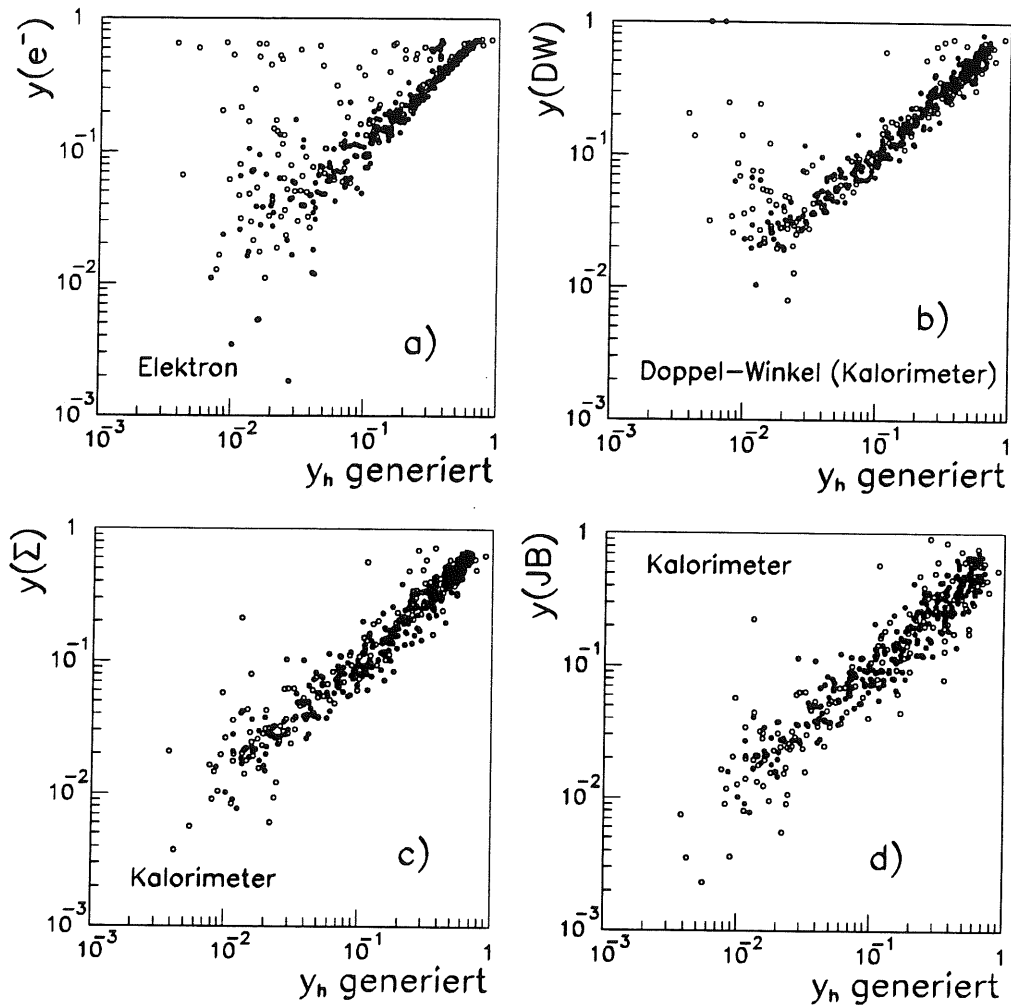 y(e⁻)
1
10⁻¹
10⁻²
10⁻³
a)
Elektron
10⁻³ 10⁻² 10⁻¹ 1
yₕ generiert
y(DW)
1
10⁻¹
10⁻²
10⁻³
b)
Doppel-Winkel (Kalorimeter)
10⁻³ 10⁻² 10⁻¹ 1
yₕ generiert
y(Σ)
1
10⁻¹
10⁻²
10⁻³
c)
Kalorimeter
10⁻³ 10⁻² 10⁻¹ 1
yₕ generiert
y(JB)
1
10⁻¹
10⁻²
10⁻³
Kalorimeter
d)
10⁻³ 10⁻² 10⁻¹ 1
yₕ generiert